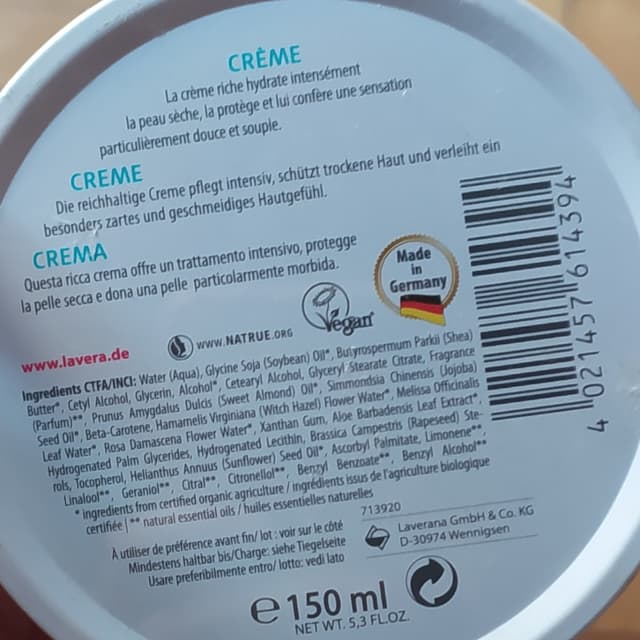 CRÈME
La crème riche hydrate intensément
la peau sèche, la protège et lui confère une sensation
particulièrement douce et souple.
CREME
Die reichhaltige Creme pflegt intensiv, schützt trockene Haut und verleiht ein
besonders zartes und geschmeidiges Hautgefühl.
CREMA
Questa ricca crema offre un trattamento intensivo, protegge
la pelle secca e dona una pelle particolarmente morbida.
Made
in
Germany
Vegan
www.lavera.de
www.NATRUE.ORG
Ingredients CTFA/INCI: Water (Aqua), Glycine Soja (Soybean) Oil*, Butyrospermum Parkii (Shea)
Butter*, Cetyl Alcohol, Glycerin, Alcohol*, Cetearyl Alcohol, Glyceryl Stearate Citrate, Fragrance
(Parfum)**, Prunus Amygdalus Dulcis (Sweet Almond) Oil*, Simmondsia Chinensis (Jojoba)
Seed Oil*, Beta-Carotene, Hamamelis Virginiana (Witch Hazel) Flower Water*, Melissa Officinalis
Leaf Water*, Rosa Damascena Flower Water*, Xanthan Gum, Aloe Barbadensis Leaf Extract*,
Hydrogenated Palm Glycerides, Hydrogenated Lecithin, Brassica Campestris (Rapeseed) Ste-
rols, Tocopherol, Helianthus Annuus (Sunflower) Seed Oil*, Ascorbyl Palmitate, Limonene**,
Linalool**, Geraniol**, Citral**, Citronellol**, Benzyl Benzoate**, Benzyl Alcohol**
* ingredients from certified organic agriculture / ingrédients issus de l'agriculture biologique
certifiée | ** natural essential oils / huiles essentielles naturelles
À utiliser de préférence avant fin/ lot : voir sur le côté
Mindestens haltbar bis/Charge: siehe Tiegelseite
Usare preferibilmente entro/ lotto: vedi lato
713920
Laverana GmbH & Co. KG
D-30974 Wennigsen
e 150 ml
NET WT. 5,3 FL.OZ.
4 021457 614394